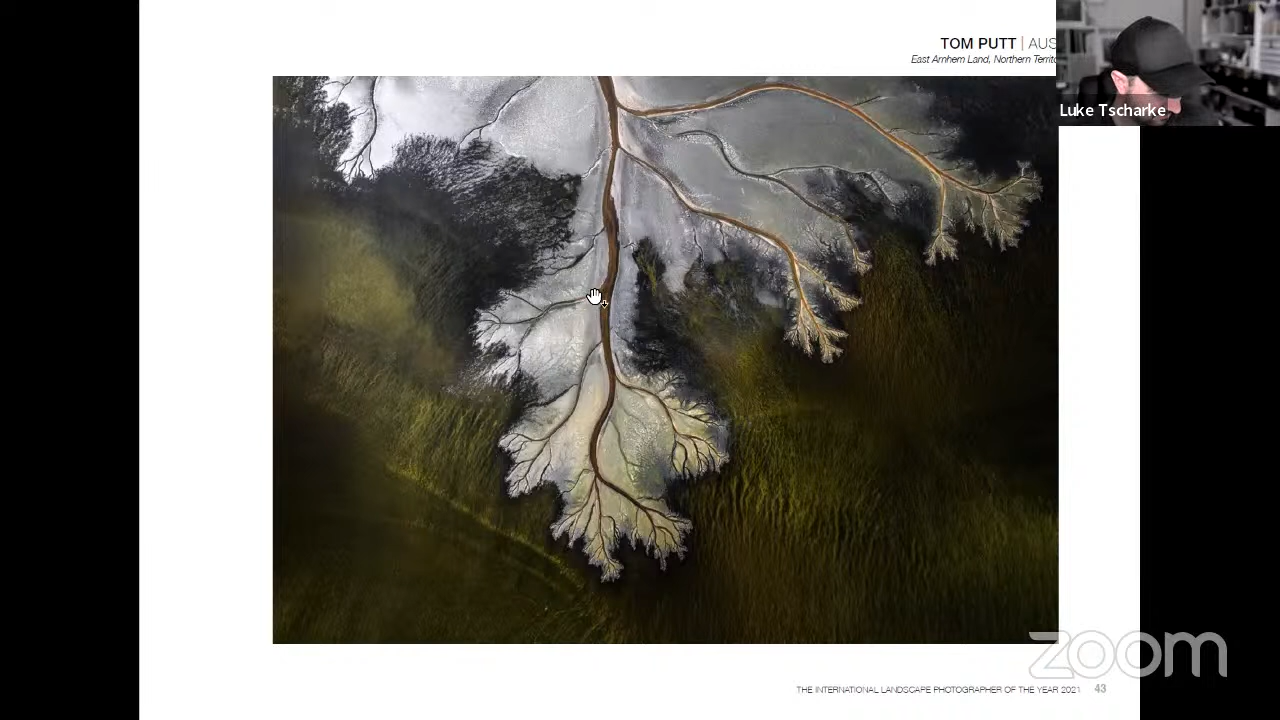 TOM PUTT | AUS
East Arnhem Land, Northern Territo
Luke Tscharke
zoom
THE INTERNATIONAL LANDSCAPE PHOTOGRAPHER OF THE YEAR 2021 43